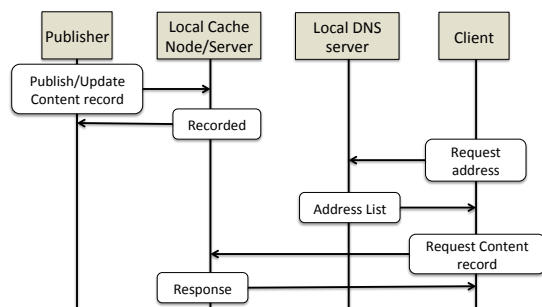 Publisher
Local Cache
Node/Server
Local DNS
server
Client
Publish/Update
Content record
Recorded
Request
address
Address List
Request Content
record
Response